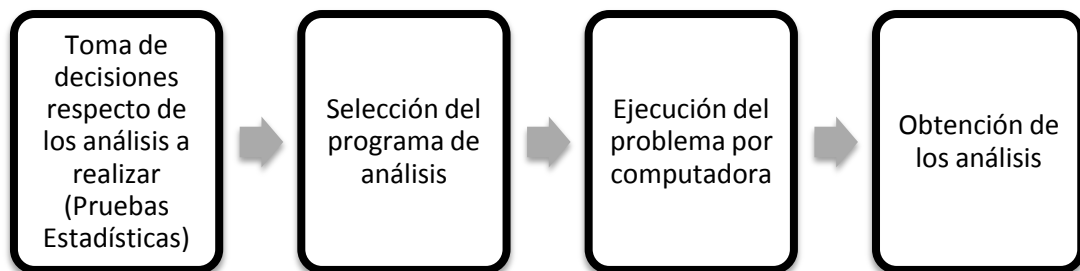 Toma de
decisiones
respecto de
los análisis a
realizar
(Pruebas
Estadísticas)
Selección del
programa de
análisis
Ejecución del
problema por
computadora
Obtención de
los análisis